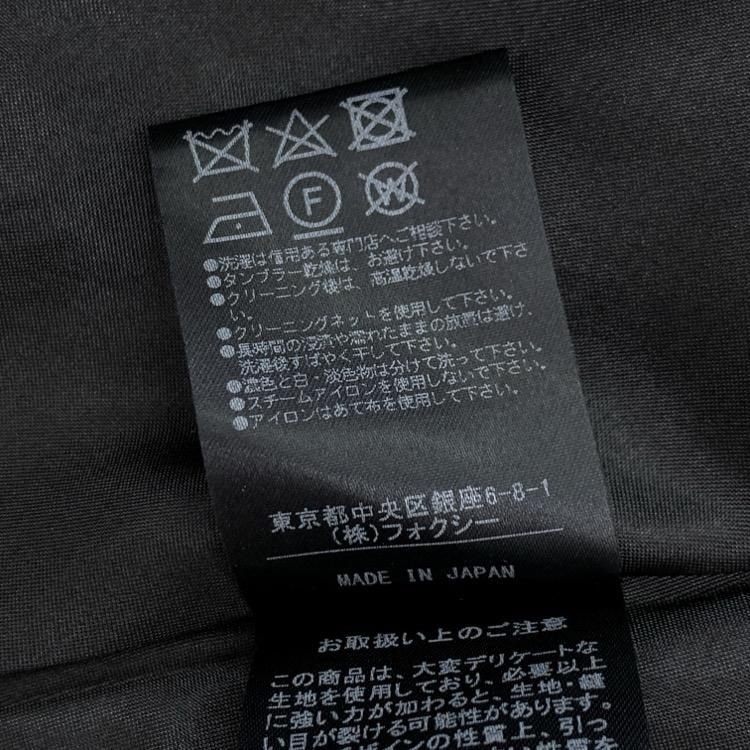 F
W
●洗濯は信用ある専門店へご相談下さい。
●タンブラー乾燥は、お避け下さい。
●クリーニング後は、高温乾燥しないで下さ
い。
●クリーニングネットを使用して下さい。
●長時間の浸漬や濡れたままの放置は避け、
洗濯後すばやく干して下さい。
●濃色と白・淡色物は分けて洗って下さい。
●スチームアイロンを使用しないで下さい。
●アイロンはあて布を使用して下さい。
東京都中央区銀座6-8-1
(株)フォクシー
MADE IN JAPAN
お取扱い上のご注意
この商品は、大変デリケートな
生地を使用しており、必要以上
に強い力が加わると、生地・縫
い目が裂ける可能性があります。
デザインの性質上、引っ